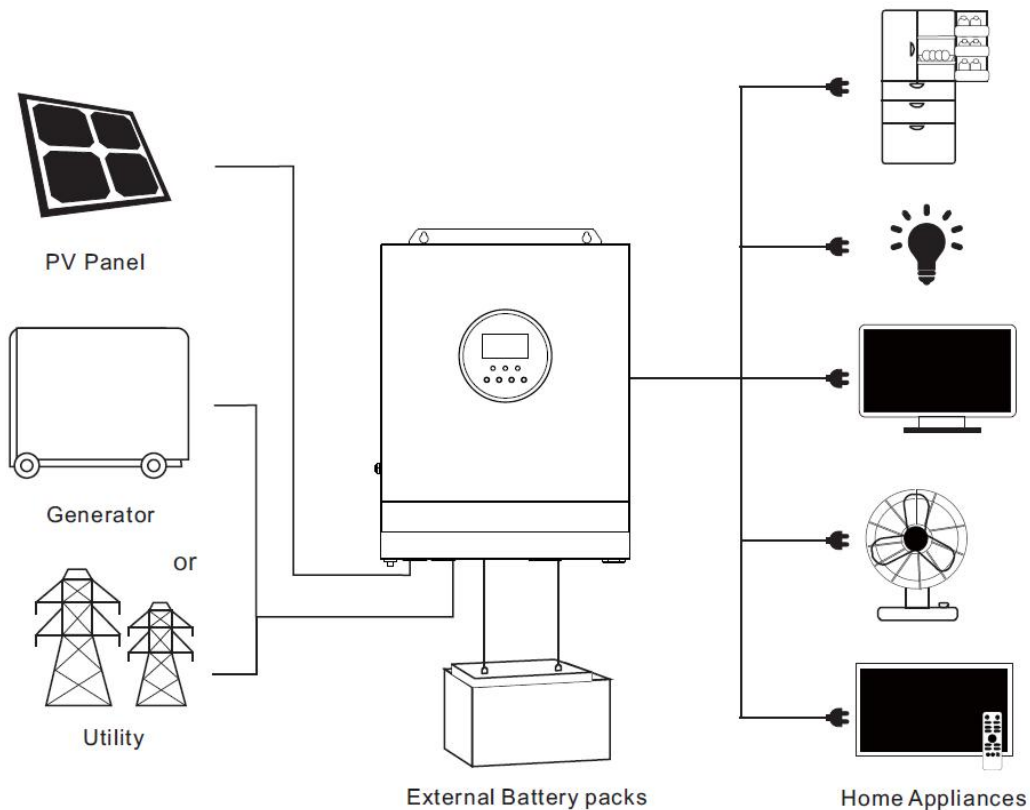 PV Panel
Generator
or
Utility
External Battery packs
Home Appliances